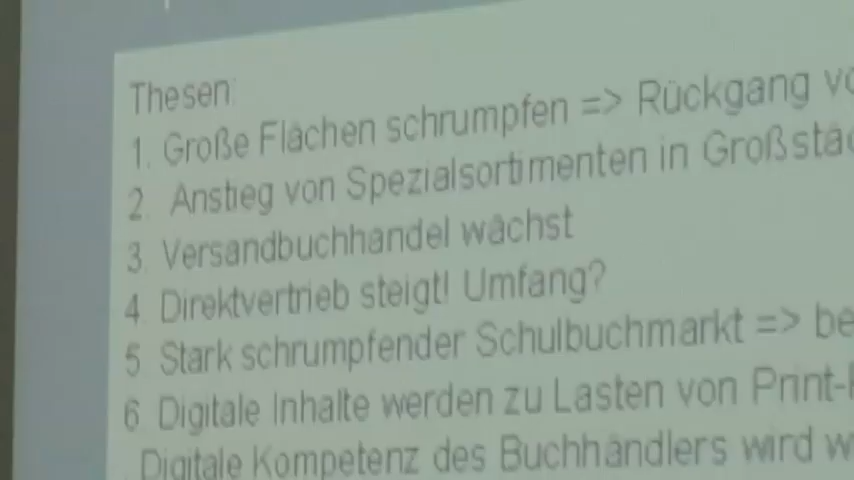 Thesen:
1. Große Flächen schrumpfen => Rückgang
2. Anstieg von Spezialsortimenten in
3. Versandbuchhandel wächst
4. Direktvertrieb steigt! Umfang?
5. Stark schrumpfender Schulbuchmarkt =>
6. Digitale Inhalte werden zu Lasten von Print-
Digitale Kompetenz des Buchhändlers wird